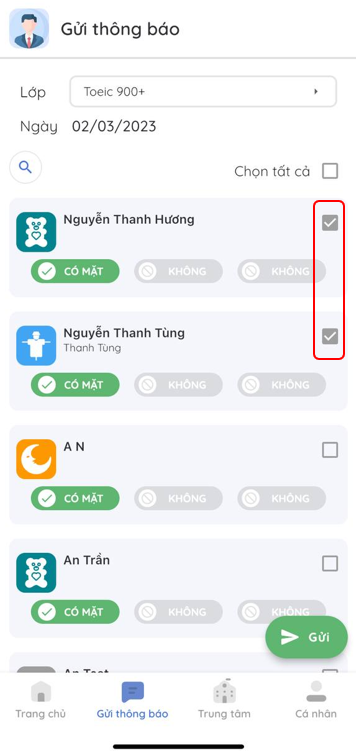 Gửi thông báo
Lớp
Toeic 900+
Ngày 02/03/2023
Chọn tất cả
Nguyễn Thanh Hương
CÓ MẶT KHÔNG KHÔNG
Nguyễn Thanh Tùng
Thanh Tùng
CÓ MẶT KHÔNG KHÔNG
A N
CÓ MẶT KHÔNG KHÔNG
An Trần
CÓ MẶT KHÔNG KHÔNG
Gửi
An Test
Trang chủ Gửi thông báo Trung tâm Cá nhân